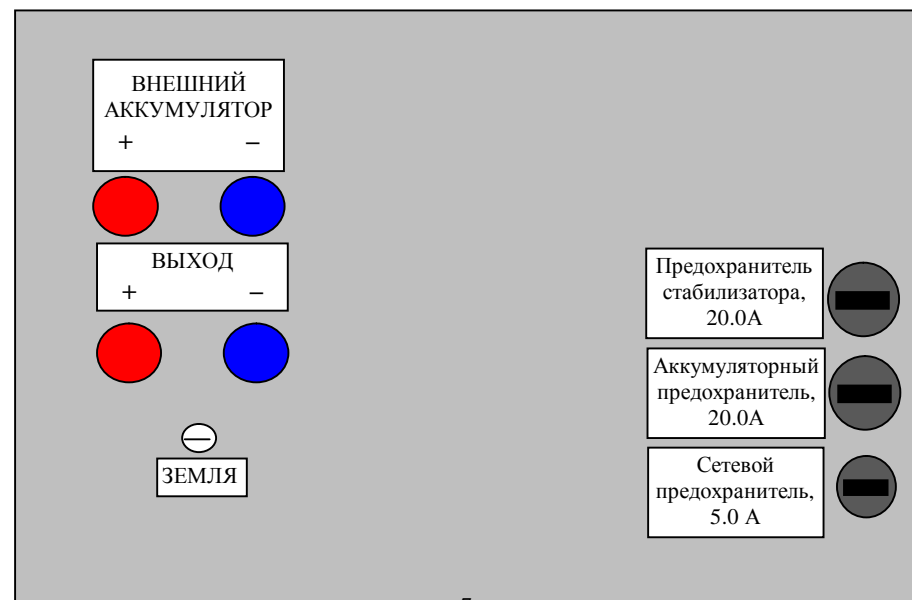 ВНЕШНИЙ
АККУМУЛЯТОР
+ –
ВЫХОД
+ –
ЗЕМЛЯ
Предохранитель
стабилизатора,
20.0А
Аккумуляторный
предохранитель,
20.0А
Сетевой
предохранитель,
5.0 А